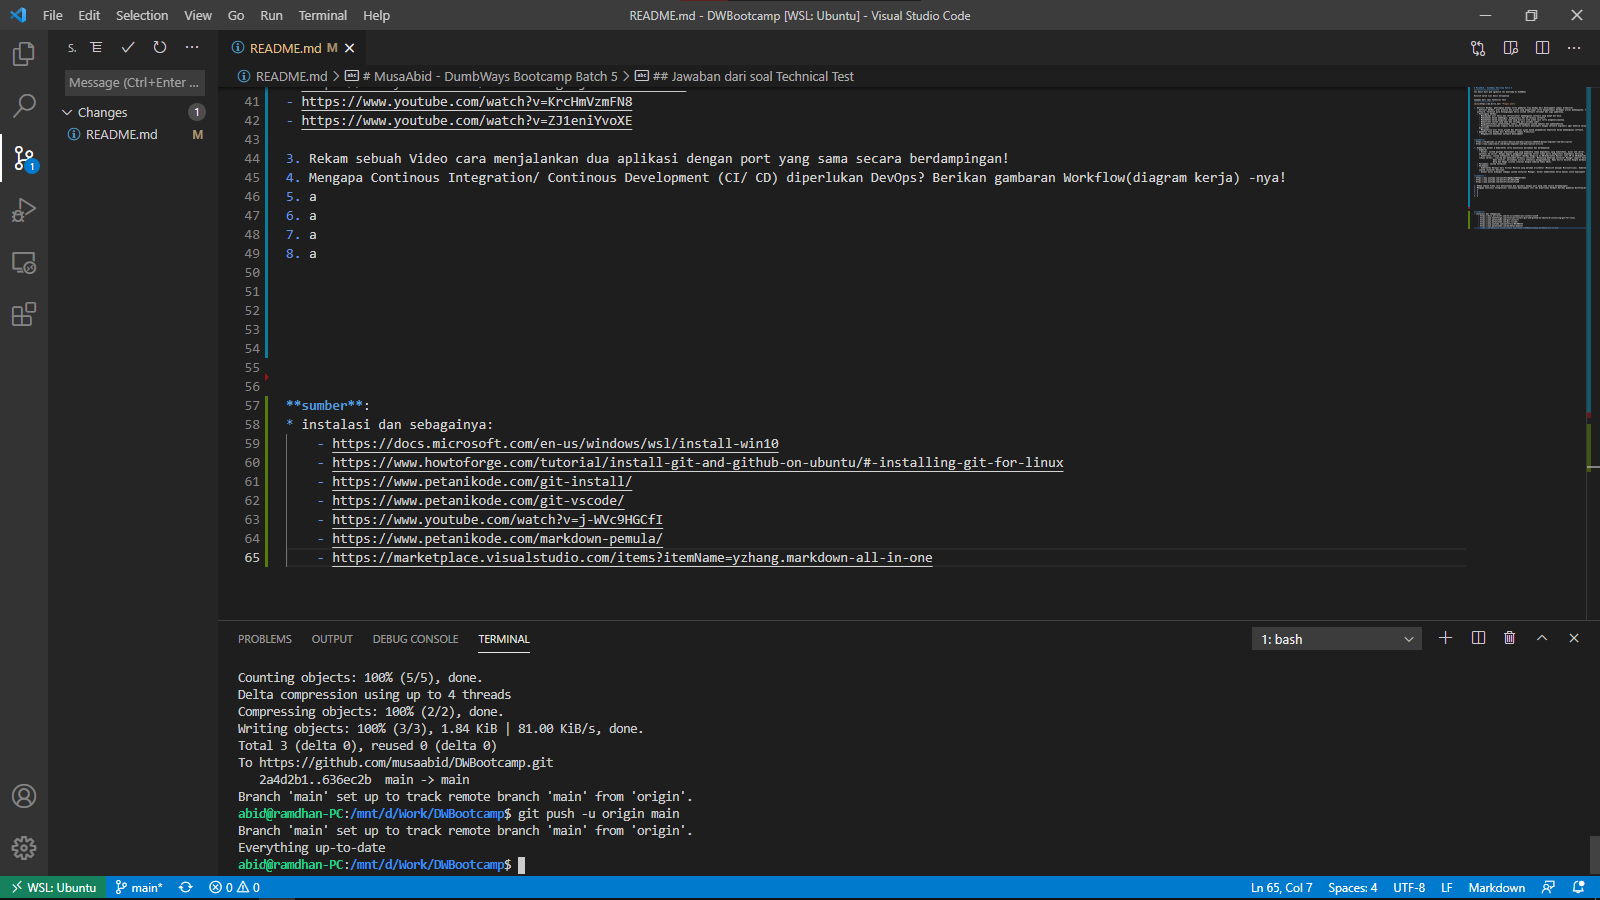 File Edit Selection View Go Run Terminal Help
README.md - DWBootcamp [WSL: Ubuntu] - Visual Studio Code
S.
Message (Ctrl+Enter ...
Changes 1
README.md M
1
README.md M
README.md > # MusaAbid - DumbWays Bootcamp Batch 5 > ## Jawaban dari soal Technical Test
41 - https://www.youtube.com/watch?v=KrcHmVzmFN8
42 - https://www.youtube.com/watch?v=ZJ1eniYvoXE
43
44 3. Rekam sebuah Video cara menjalankan dua aplikasi dengan port yang sama secara berdampingan!
45 4. Mengapa Continous Integration/ Continous Development (CI/ CD) diperlukan DevOps? Berikan gambaran Workflow(diagram kerja) -nya!
46 5. a
47 6. a
48 7. a
49 8. a
50
51
52
53
54
55
56
57 **sumber**:
58 * instalasi dan sebagainya:
59 - https://docs.microsoft.com/en-us/windows/wsl/install-win10
60 - https://www.howtoforge.com/tutorial/install-git-and-github-on-ubuntu/#-installing-git-for-linux
61 - https://www.petanikode.com/git-install/
62 - https://www.petanikode.com/git-vscode/
63 - https://www.youtube.com/watch?v=j-WVc9HGCfI
64 - https://www.petanikode.com/markdown-pemula/
65 - https://marketplace.visualstudio.com/items?itemName=yzhang.markdown-all-in-one
PROBLEMS OUTPUT DEBUG CONSOLE TERMINAL
1: bash
Counting objects: 100% (5/5), done.
Delta compression using up to 4 threads
Compressing objects: 100% (2/2), done.
Writing objects: 100% (3/3), 1.84 KiB | 81.00 KiB/s, done.
Total 3 (delta 0), reused 0 (delta 0)
To https://github.com/musaabid/DWBootcamp.git
2a4d2b1..636ec2b main -> main
Branch 'main' set up to track remote branch 'main' from 'origin'.
abid@ramdhan-PC:/mnt/d/Work/DWBootcamp$ git push -u origin main
Branch 'main' set up to track remote branch 'main' from 'origin'.
Everything up-to-date
abid@ramdhan-PC:/mnt/d/Work/DWBootcamp$
WSL: Ubuntu main* 0 0
Ln 65, Col 7 Spaces: 4 UTF-8 LF Markdown